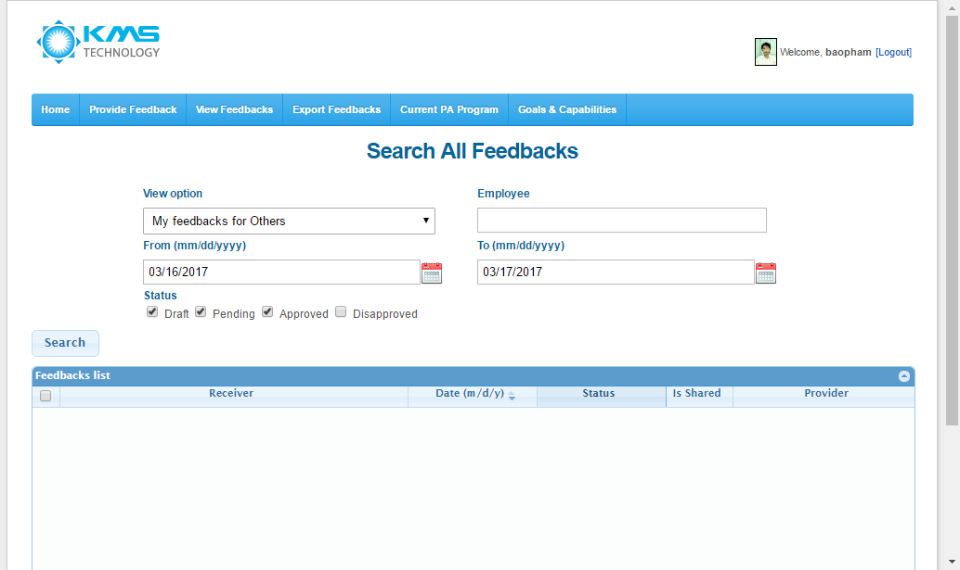 KMS
TECHNOLOGY
Welcome, baopham [Logout]
Home Provide Feedback View Feedbacks Export Feedbacks Current PA Program Goals & Capabilities
Search All Feedbacks
View option Employee
My feedbacks for Others
From (mm/dd/yyyy) To (mm/dd/yyyy)
03/16/2017 03/17/2017
Status
Draft Pending Approved Disapproved
Search
Feedbacks list
Receiver Date (m/d/y) Status Is Shared Provider